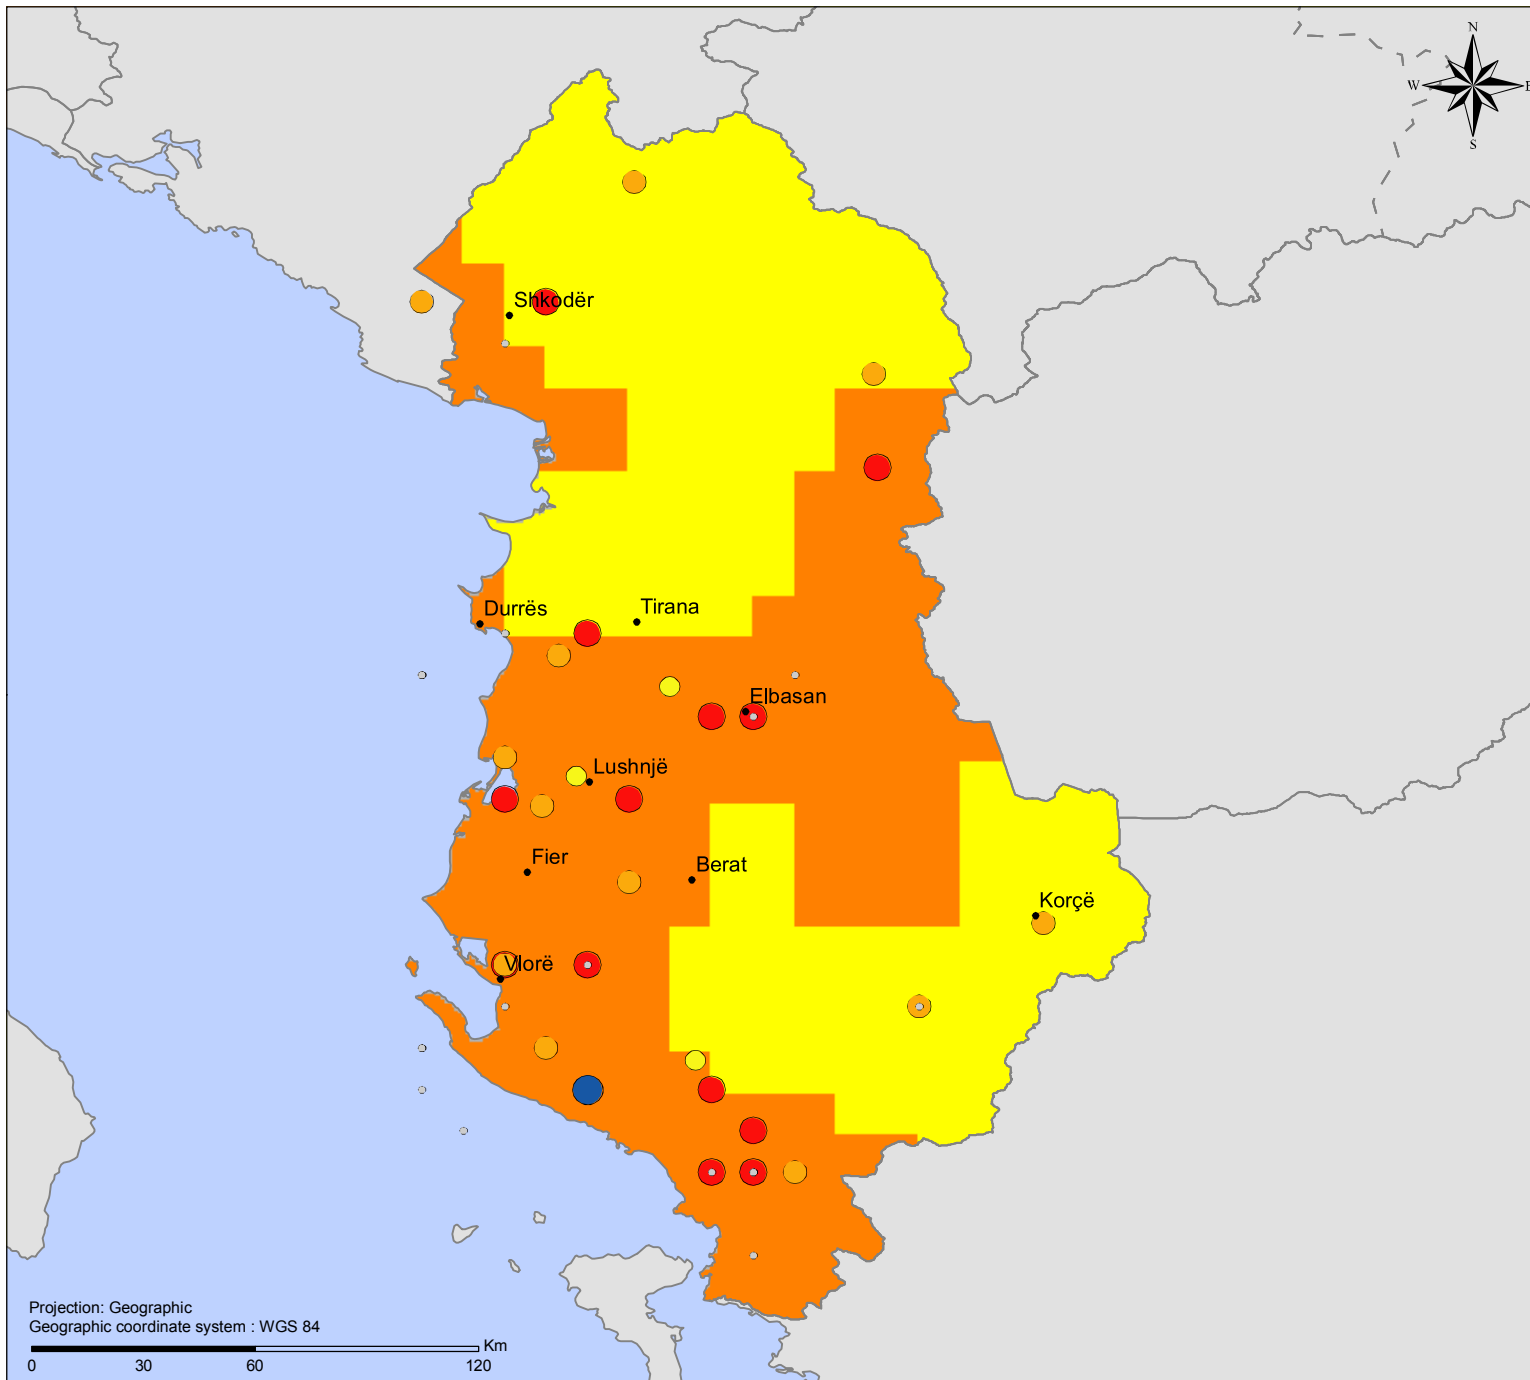 N
W E
S
Shkodër
Durrës
Tirana
Elbasan
Lushnjë
Fier
Berat
Korçë
Vlorë
Projection: Geographic
Geographic coordinate system : WGS 84
Km
0 30 60 120